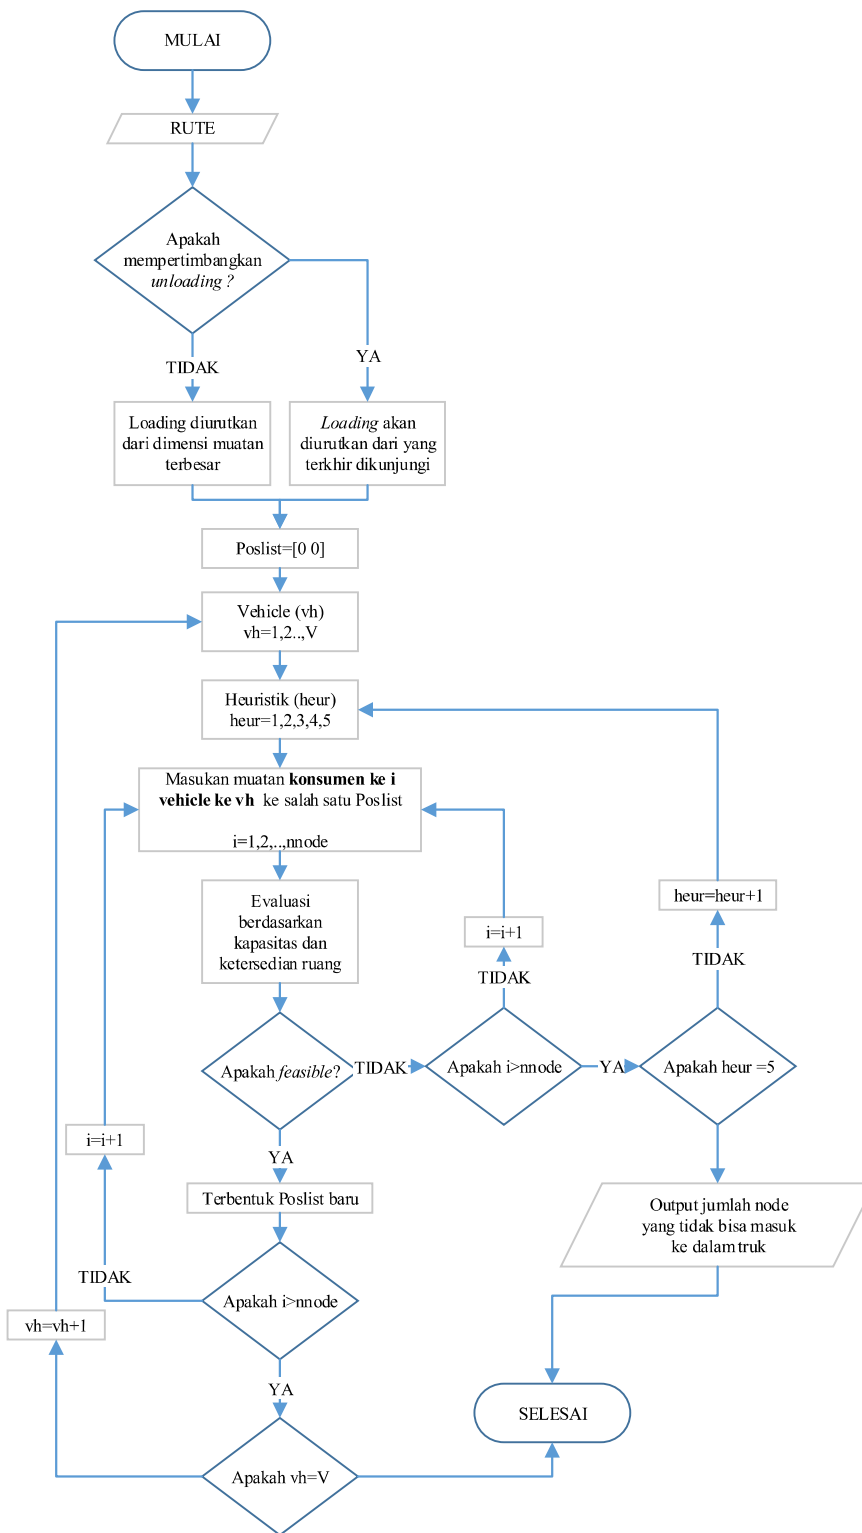 MULAI
RUTE
Apakah
mempertimbangkan
unloading ?
TIDAK
YA
Loading diurutkan
dari dimensi muatan
terbesar
Loading akan
diurutkan dari yang
terkhir dikunjungi
Poslist=[0 0]
Vehicle (vh)
vh=1,2..,V
Heuristik (heur)
heur=1,2,3,4,5
Masukan muatan konsumen ke i
vehicle ke vh ke salah satu Poslist
i=1,2,..,nnode
Evaluasi
berdasarkan
kapasitas dan
ketersedian ruang
i=i+1
heur=heur+1
TIDAK
TIDAK
Apakah feasible?
TIDAK
Apakah i>nnode
YA
Apakah heur =5
i=i+1
YA
Terbentuk Poslist baru
Output jumlah node
yang tidak bisa masuk
ke dalam truk
TIDAK
Apakah i>nnode
vh=vh+1
YA
SELESAI
Apakah vh=V